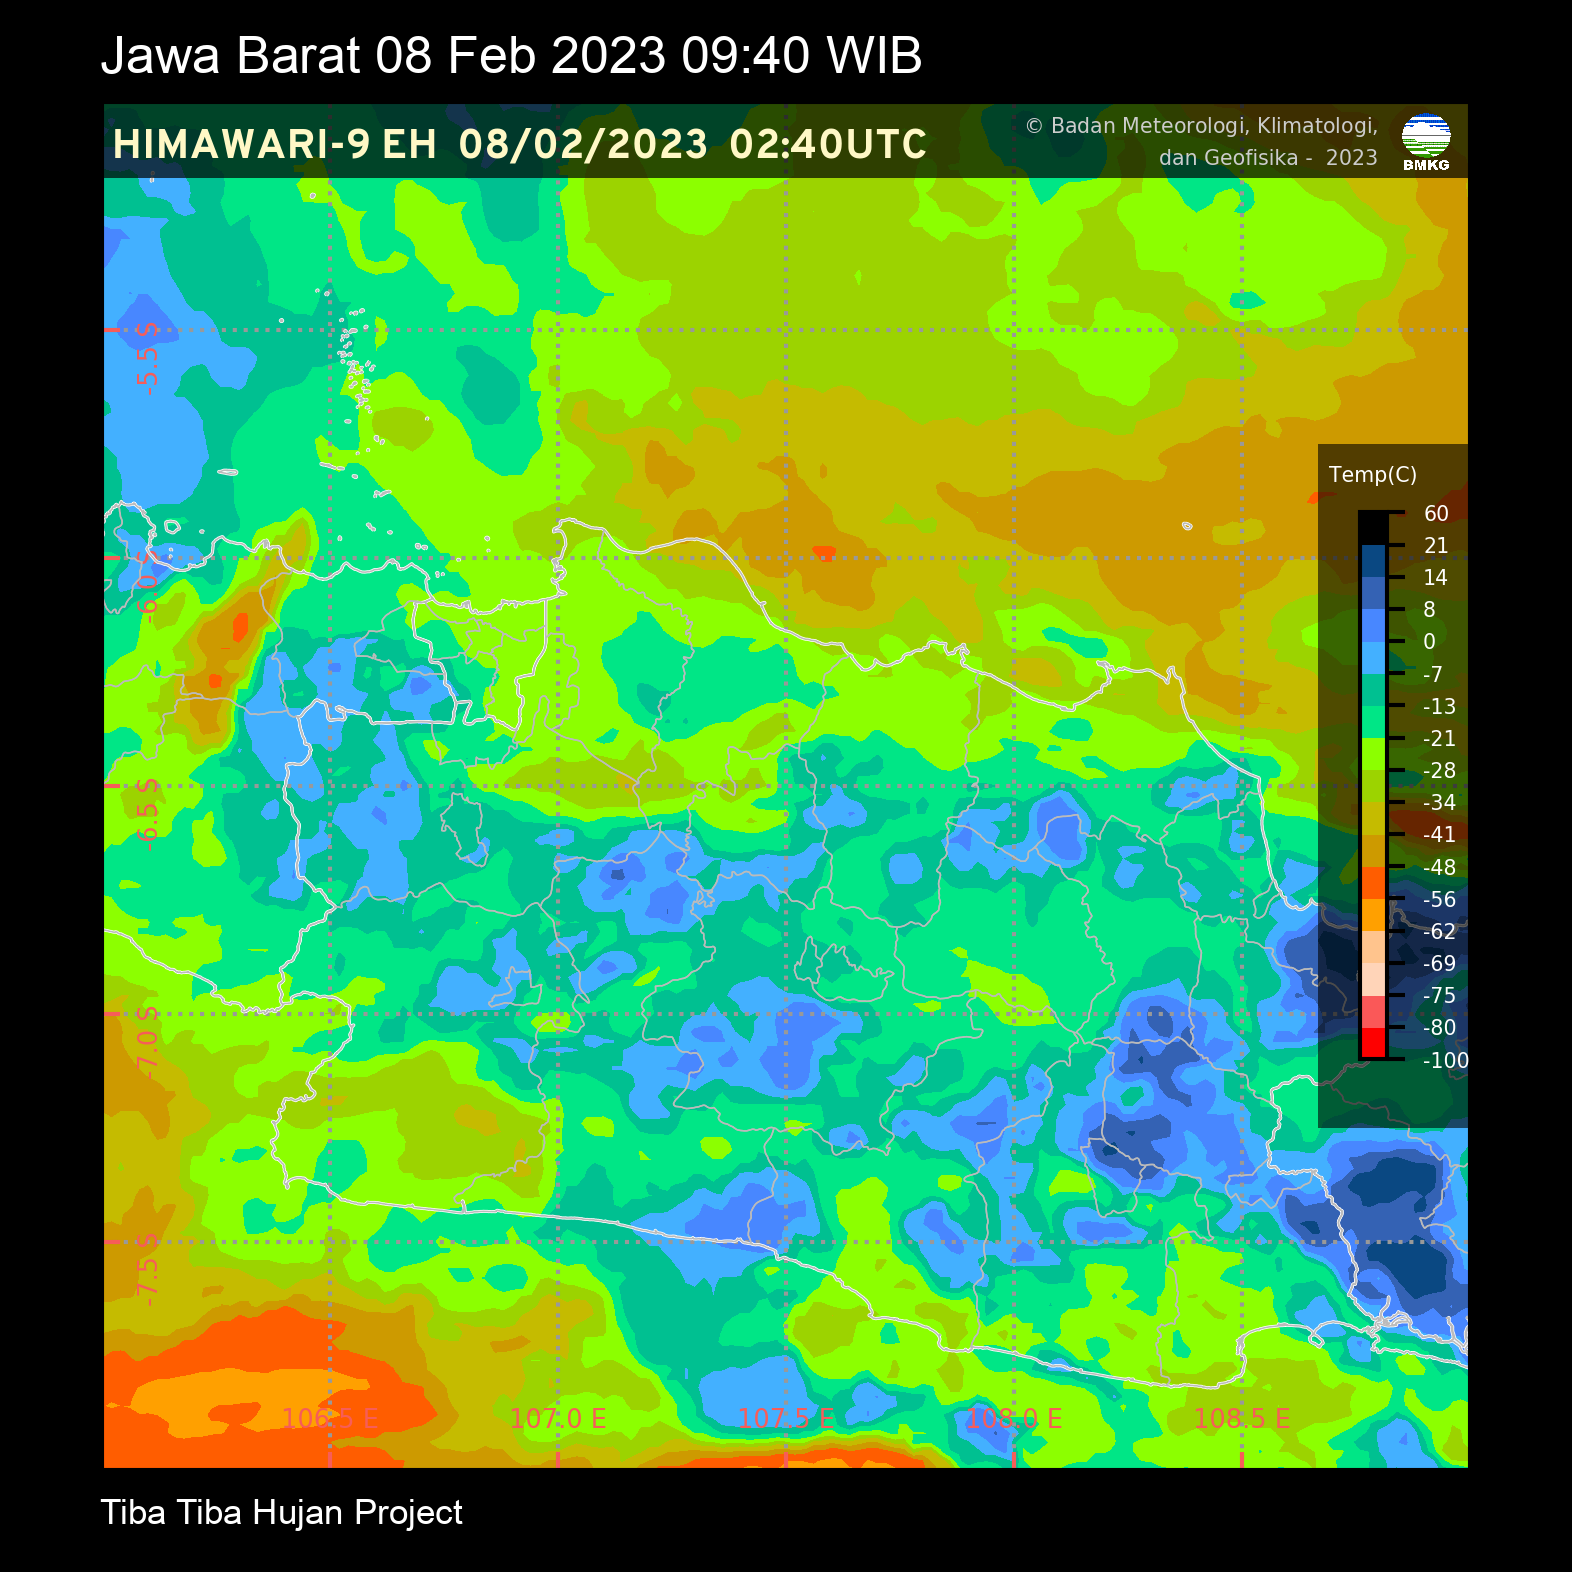 Jawa Barat 08 Feb 2023 09:40 WIB
HIMAWARI-9 EH 08/02/2023 02:40UTC
© Badan Meteorologi, Klimatologi,
dan Geofisika - 2023
BMKG
-5.5 S
-6.0 S
-6.5 S
-7.0 S
-7.5 S
Temp(C)
60
21
14
8
0
-7
-13
-21
-28
-34
-41
-48
-56
-62
-69
-75
-80
-100
106.5 E
107.0 E
107.5 E
108.0 E
108.5 E
Tiba Tiba Hujan Project